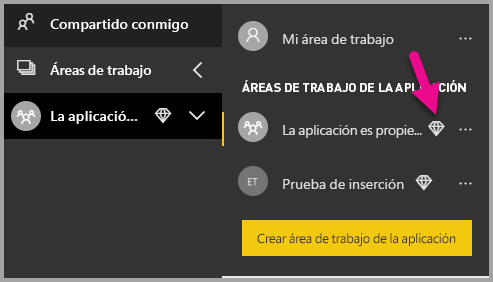 Compartido conmigo
Áreas de trabajo
La aplicació...
Mi área de trabajo
ÁREAS DE TRABAJO DE LA APLICACIÓN
La aplicación es propie...
ET
Prueba de inserción
Crear área de trabajo de la aplicación